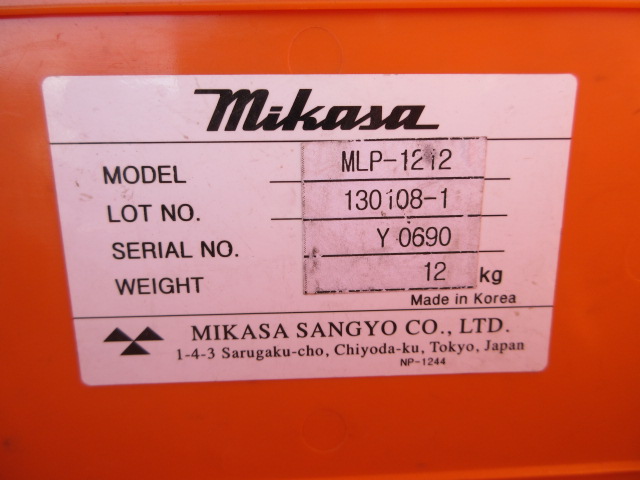 Mikasa
MODEL MLP-1212
LOT NO. 130108-1
SERIAL NO. Y 0690
WEIGHT 12 kg
Made in Korea
MIKASA SANGYO CO., LTD.
1-4-3 Sarugaku-cho, Chiyoda-ku, Tokyo, Japan
NP-1244